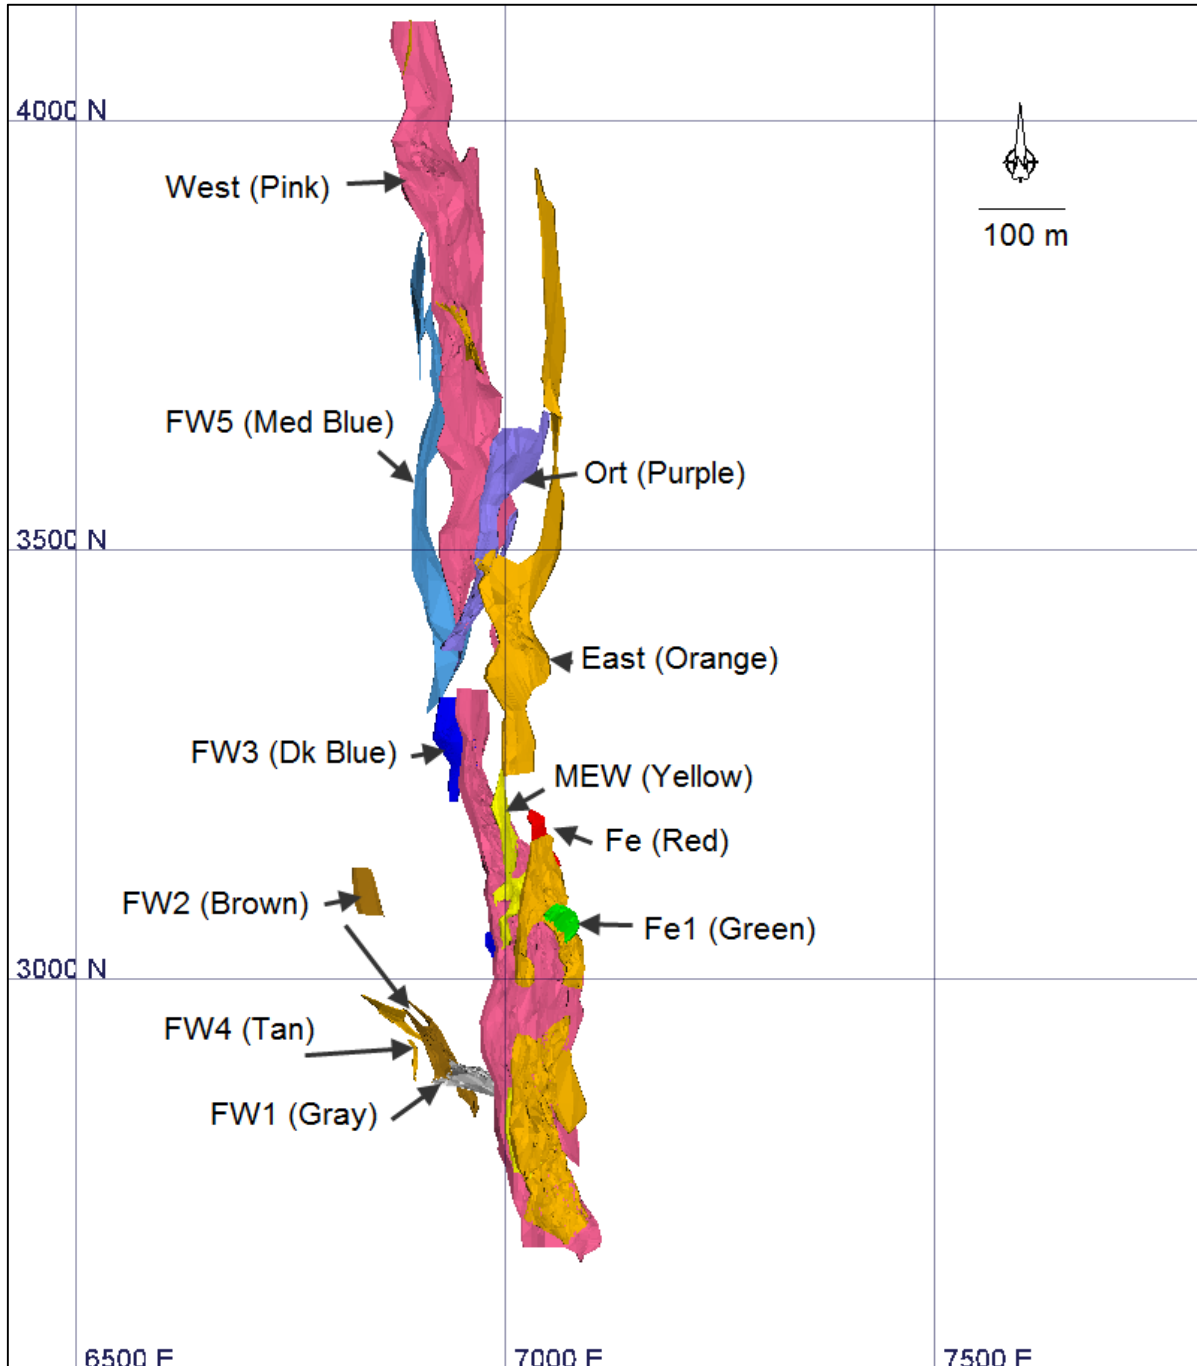 4000 N
West (Pink)
100 m
FW5 (Med Blue)
Ort (Purple)
3500 N
East (Orange)
FW3 (Dk Blue)
MEW (Yellow)
Fe (Red)
FW2 (Brown)
Fe1 (Green)
3000 N
FW4 (Tan)
FW1 (Gray)
6500 E
7000 E
7500 E